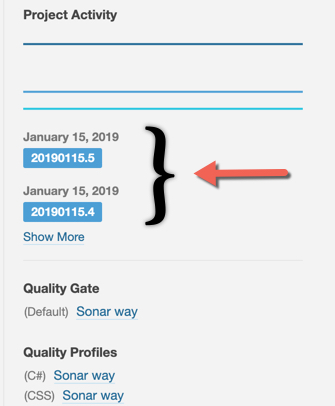 Project Activity
January 15, 2019
20190115.5
January 15, 2019
20190115.4
Show More
Quality Gate
(Default) Sonar way
Quality Profiles
(C#) Sonar way
(CSS) Sonar way